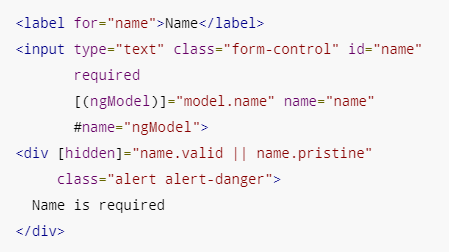 <label for="name">Name</label>
<input type="text" class="form-control" id="name"
required
[(ngModel)]="model.name" name="name"
#name="ngModel">
<div [hidden]="name.valid || name.pristine"
class="alert alert-danger">
Name is required
</div>